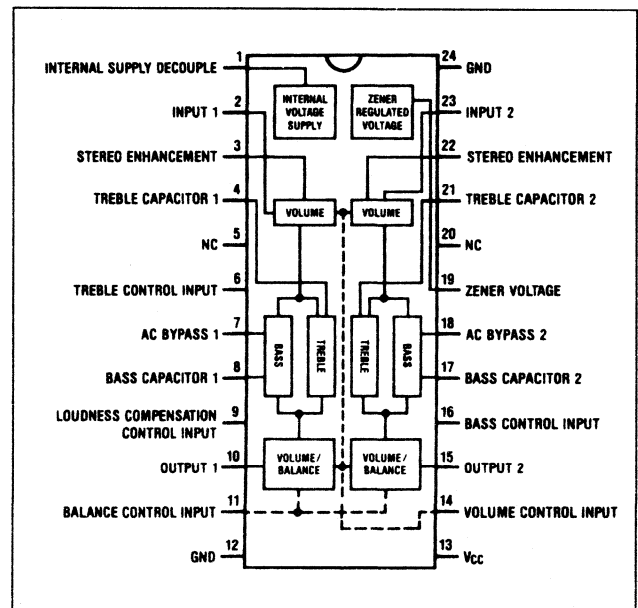 1
INTERNAL SUPPLY DECOUPLE
2
INPUT 1
3
STEREO ENHANCEMENT
4
TREBLE CAPACITOR 1
5
NC
6
TREBLE CONTROL INPUT
7
AC BYPASS 1
8
BASS CAPACITOR 1
9
LOUDNESS COMPENSATION
CONTROL INPUT
10
OUTPUT 1
11
BALANCE CONTROL INPUT
12
GND
INTERNAL
VOLTAGE
SUPPLY
ZENER
REGULATED
VOLTAGE
VOLUME
VOLUME
BASS
TREBLE
TREBLE
BASS
VOLUME/
BALANCE
VOLUME/
BALANCE
24
GND
23
INPUT 2
22
STEREO ENHANCEMENT
21
TREBLE CAPACITOR 2
20
NC
19
ZENER VOLTAGE
18
AC BYPASS 2
17
BASS CAPACITOR 2
16
BASS CONTROL INPUT
15
OUTPUT 2
14
VOLUME CONTROL INPUT
13
VCC